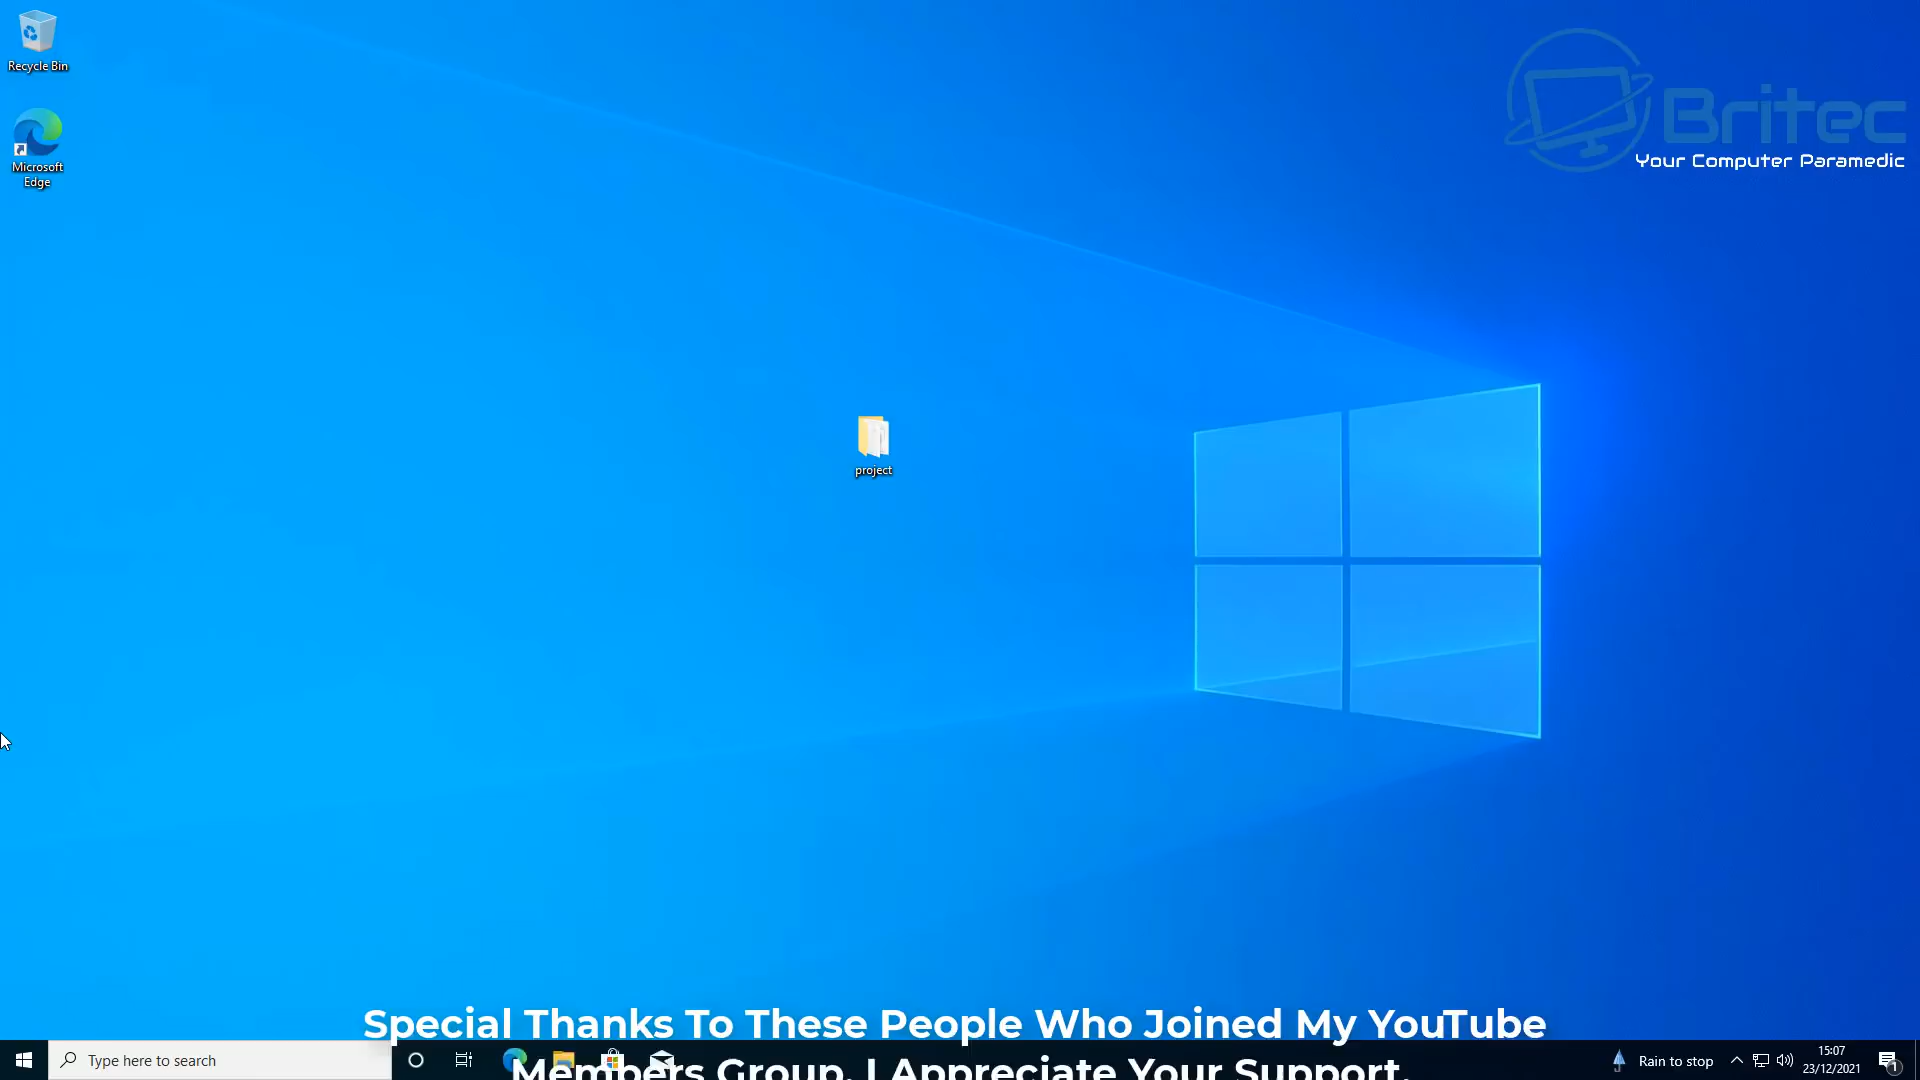 Recycle Bin
Britec
Your Computer Paramedic
Microsoft
Edge
project
Special Thanks To These People Who Joined My YouTube
Members Group. I Appreciate Your Support.
Type here to search
Rain to stop
15:07
23/12/2021
1